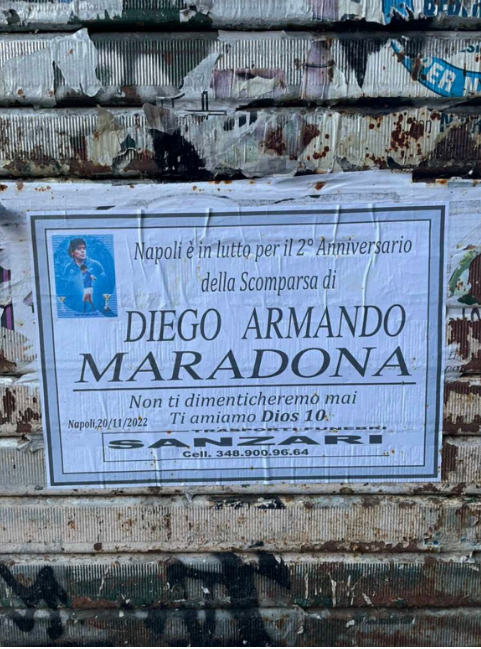 Napoli è in lutto per il 2° Anniversario
della Scomparsa di
DIEGO ARMANDO
MARADONA
Non ti dimenticheremo mai
Ti amiamo Dios 10
Napoli,20/11/2022
TRASPORTI FUNEBRI
SANZARI
Cell. 348.900.96.64